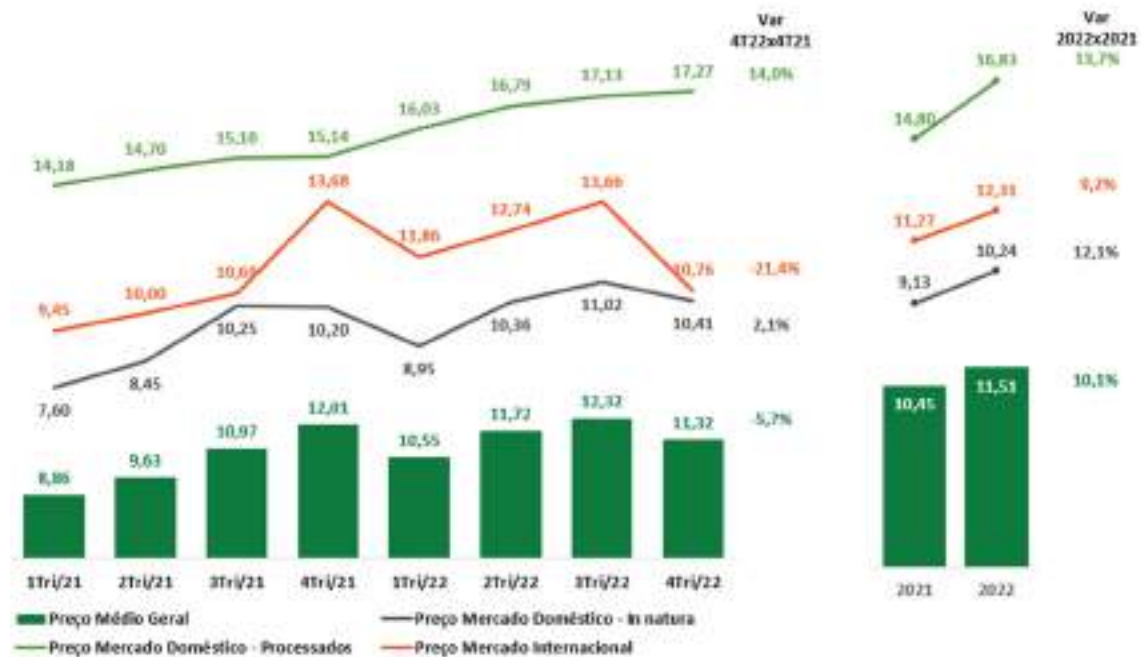 Var
4T22x4T21
Var
2022x2021
14,18 14,70 15,10 15,14 16,03 16,79 17,13 17,27 14,0%
14,80 16,83 13,7%
9,45 10,00 13,68 11,86 12,74 13,66 10,76 -21,4%
11,27 12,31 9,2%
7,60 8,45 10,25 10,20 8,95 10,36 11,02 10,41 2,1%
9,13 10,24 12,1%
8,86 9,63 10,97 12,01 10,55 11,72 12,32 11,32 -5,7%
10,45 11,51 10,1%
1Tri/21 2Tri/21 3Tri/21 4Tri/21 1Tri/22 2Tri/22 3Tri/22 4Tri/22
2021 2022
Preço Médio Geral
Preço Mercado Doméstico - In natura
Preço Mercado Doméstico - Processados
Preço Mercado Internacional